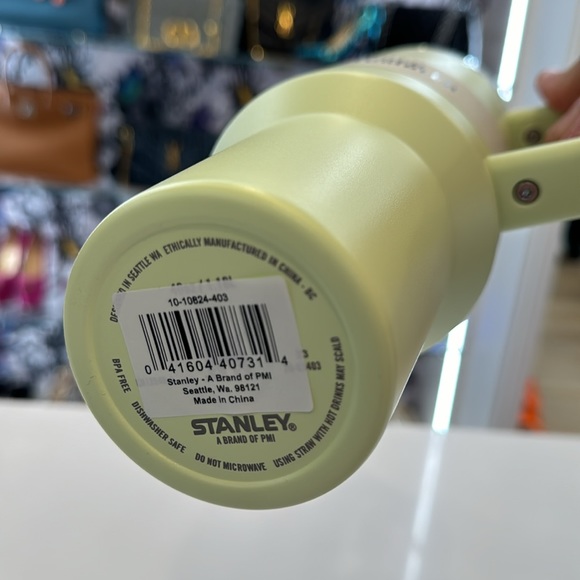 DESIGNED IN SEATTLE WA ETHICALLY MANUFACTURED IN CHINA - BC
10-10824-403
0 41604 40731 4
Stanley - A Brand of PMI
Seattle, Wa. 98121
Made in China
STANLEY®
A BRAND OF PMI
BPA FREE
DISHWASHER SAFE
DO NOT MICROWAVE
USING STRAW WITH HOT DRINKS MAY SCALD